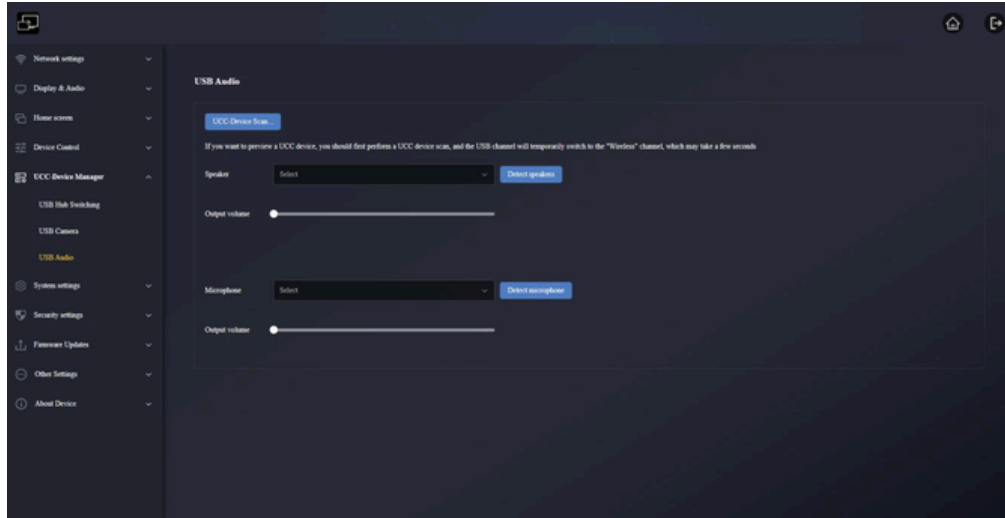 Network settings
Display & Audio
Home screen
Device Control
UCC-Device Manager
USB Hub Switching
USB Camera
USB Audio
System settings
Security settings
Firmware Updates
Other Settings
About Device
USB Audio
UCC-Device Scan...
If you want to preview a UCC device, you should first perform a UCC device scan, and the USB channel will temporarily switch to the "Wireless" channel, which may take a few seconds
Speaker Select Detect speakers
Output volume
Microphone Select Detect microphone
Output volume